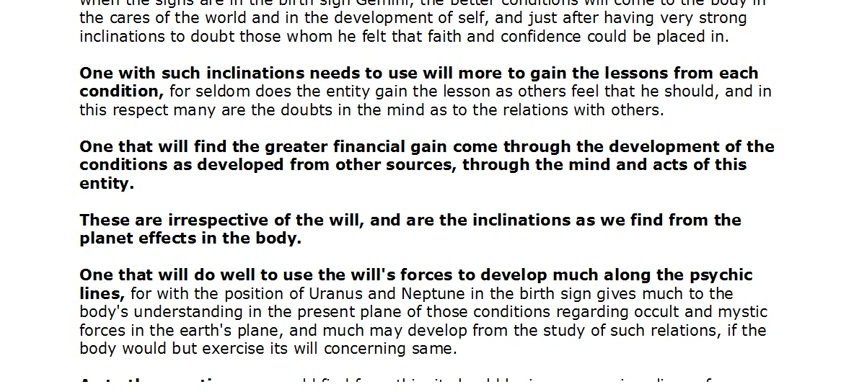 when the signs are in the birth sign Gemini, the better conditions will come to the body in
the cares of the world and in the development of self, and just after having very strong
inclinations to doubt those whom he felt that faith and confidence could be placed in.
One with such inclinations needs to use will more to gain the lessons from each
condition, for seldom does the entity gain the lesson as others feel that he should, and in
this respect many are the doubts in the mind as to the relations with others.
One that will find the greater financial gain come through the development of the
conditions as developed from other sources, through the mind and acts of this
entity.
These are irrespective of the will, and are the inclinations as we find from the
planet effects in the body.
One that will do well to use the will's forces to develop much along the psychic
lines, for with the position of Uranus and Neptune in the birth sign gives much to the
body's understanding in the present plane of those conditions regarding occult and mystic
forces in the earth's plane, and much may develop from the study of such relations, if the
body would but exercise its will concerning same.